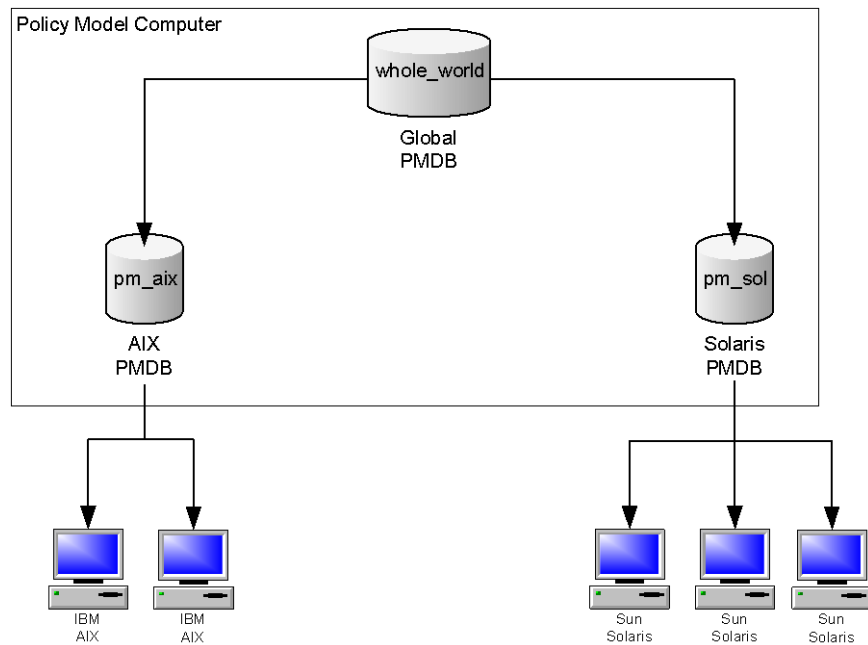 Policy Model Computer
whole_world
Global
PMDB
pm_aix
AIX
PMDB
pm_sol
Solaris
PMDB
IBM
AIX
IBM
AIX
Sun
Solaris
Sun
Solaris
Sun
Solaris